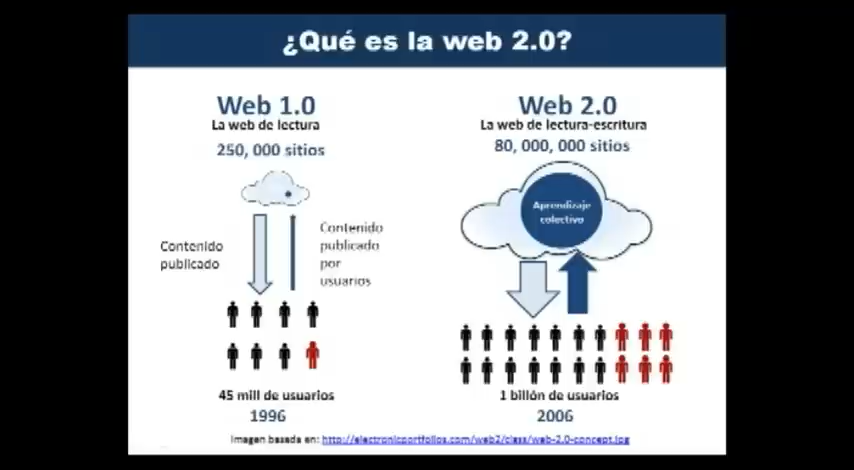 ¿Qué es la web 2.0?
Web 1.0
La web de lectura
250, 000 sitios
Contenido
publicado
Contenido
publicado
por
usuarios
45 mill de usuarios
1996
Web 2.0
La web de lectura-escritura
80, 000, 000 sitios
Aprendizaje
colectivo
1 billón de usuarios
2006
Imagen basada en: http://electronicportfolios.com/web2/class/web-2.0-concept.jpg